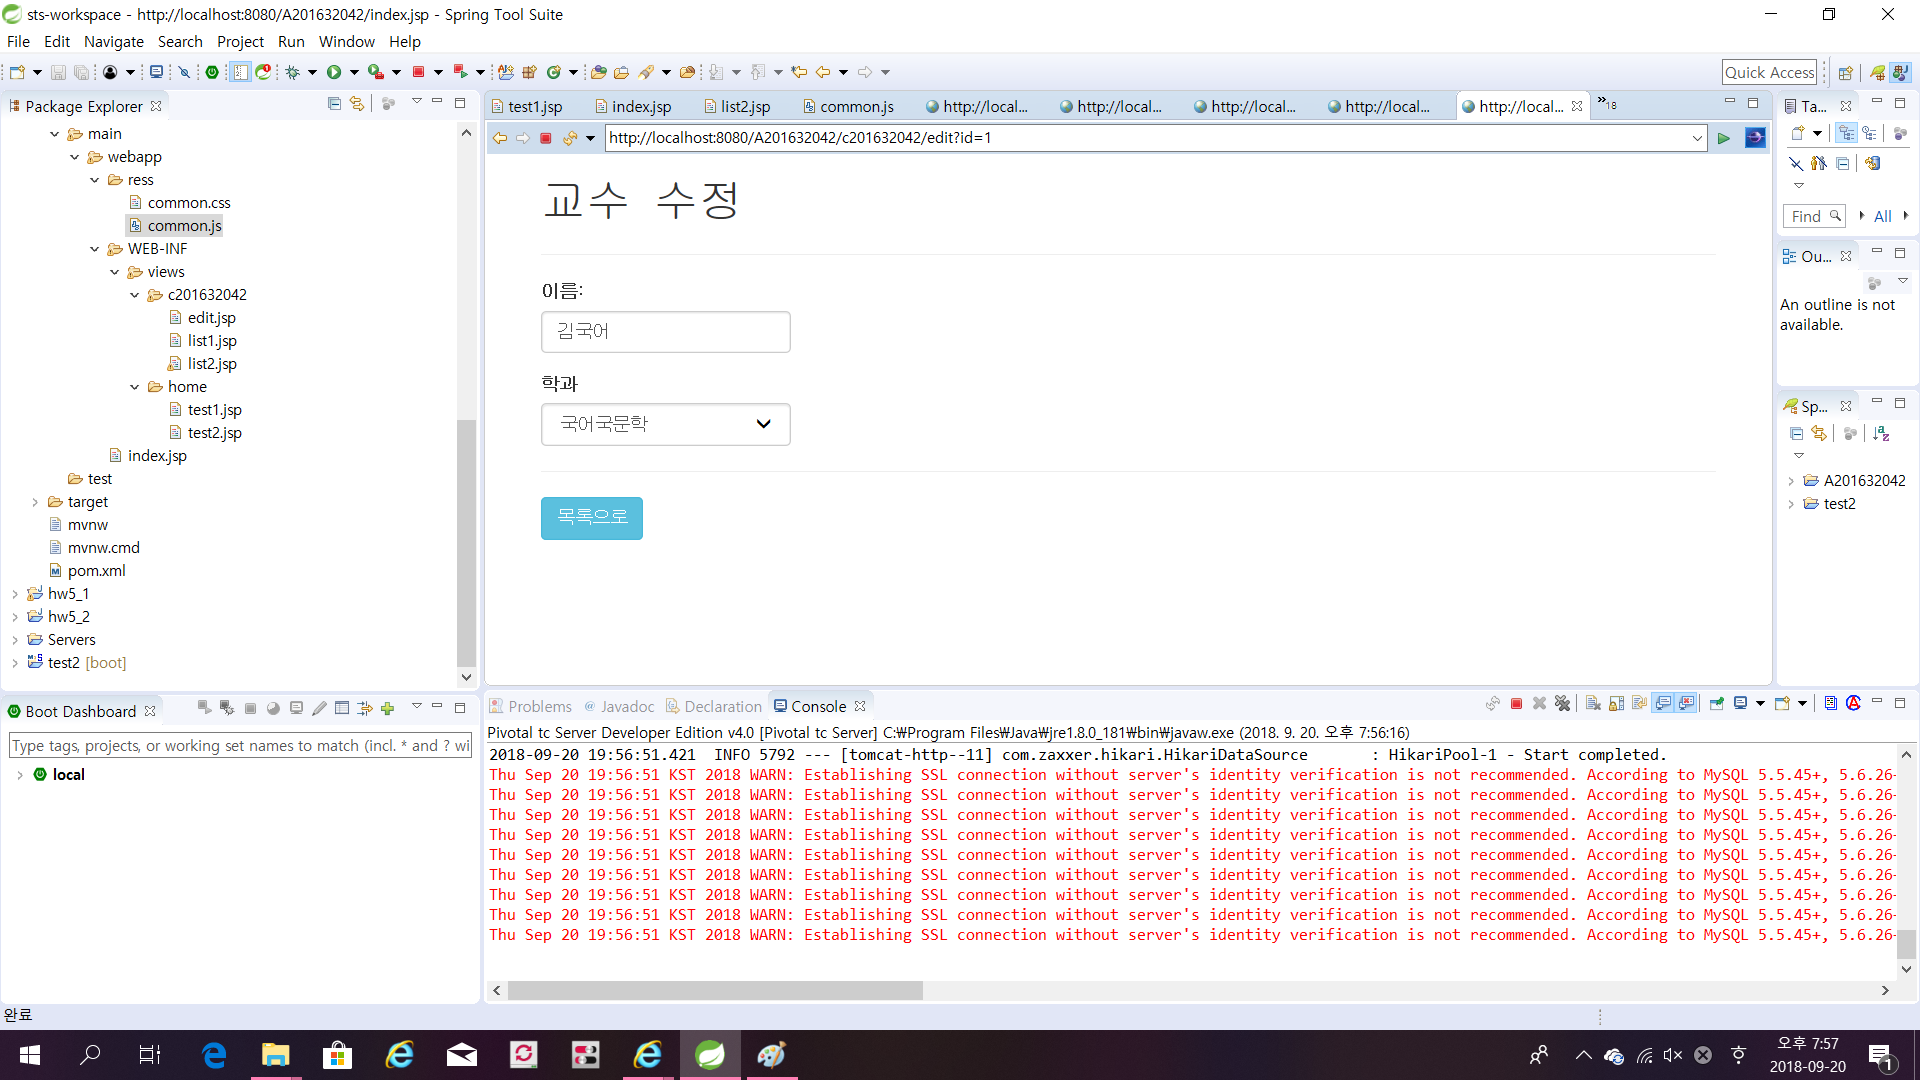 sts-workspace - http://localhost:8080/A201632042/index.jsp - Spring Tool Suite
File Edit Navigate Search Project Run Window Help
Quick Access
Package Explorer
main
webapp
ress
common.css
common.js
WEB-INF
views
c201632042
edit.jsp
list1.jsp
list2.jsp
home
test1.jsp
test2.jsp
index.jsp
test
target
mvnw
mvnw.cmd
pom.xml
hw5_1
hw5_2
Servers
test2 [boot]
Boot Dashboard
Type tags, projects, or working set names to match (incl. * and ? wi
local
test1.jsp index.jsp list2.jsp common.js http://local... http://local... http://local... http://local... http://local... »18
http://localhost:8080/A201632042/c201632042/edit?id=1
교수 수정
이름:
김국어
학과
국어국문학
목록으로
Ta...
Find All
Ou...
An outline is not
available.
Sp...
A201632042
test2
Problems @ Javadoc Declaration Console
Pivotal tc Server Developer Edition v4.0 [Pivotal tc Server] C:₩Program Files₩Java₩jre1.8.0_181₩bin₩javaw.exe (2018. 9. 20. 오후 7:56:16)
2018-09-20 19:56:51.421 INFO 5792 --- [tomcat-http--11] com.zaxxer.hikari.HikariDataSource : HikariPool-1 - Start completed.
Thu Sep 20 19:56:51 KST 2018 WARN: Establishing SSL connection without server's identity verification is not recommended. According to MySQL 5.5.45+, 5.6.26-
Thu Sep 20 19:56:51 KST 2018 WARN: Establishing SSL connection without server's identity verification is not recommended. According to MySQL 5.5.45+, 5.6.26-
Thu Sep 20 19:56:51 KST 2018 WARN: Establishing SSL connection without server's identity verification is not recommended. According to MySQL 5.5.45+, 5.6.26-
Thu Sep 20 19:56:51 KST 2018 WARN: Establishing SSL connection without server's identity verification is not recommended. According to MySQL 5.5.45+, 5.6.26-
Thu Sep 20 19:56:51 KST 2018 WARN: Establishing SSL connection without server's identity verification is not recommended. According to MySQL 5.5.45+, 5.6.26-
Thu Sep 20 19:56:51 KST 2018 WARN: Establishing SSL connection without server's identity verification is not recommended. According to MySQL 5.5.45+, 5.6.26-
Thu Sep 20 19:56:51 KST 2018 WARN: Establishing SSL connection without server's identity verification is not recommended. According to MySQL 5.5.45+, 5.6.26-
Thu Sep 20 19:56:51 KST 2018 WARN: Establishing SSL connection without server's identity verification is not recommended. According to MySQL 5.5.45+, 5.6.26-
Thu Sep 20 19:56:51 KST 2018 WARN: Establishing SSL connection without server's identity verification is not recommended. According to MySQL 5.5.45+, 5.6.26-
완료
오후 7:57
2018-09-20
1